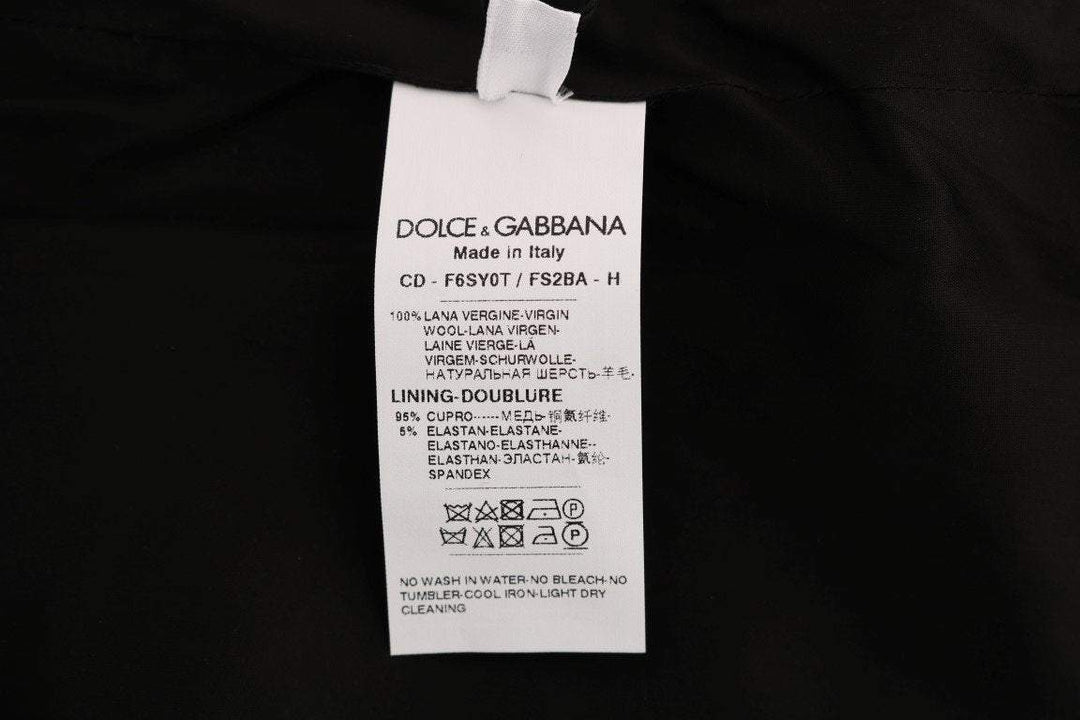 DOLCE & GABBANA
Made in Italy
CD - F6SY0T / FS2BA - H
100% LANA VERGINE-VIRGIN
WOOL-LANA VIRGEN-
LAINE VIERGE-LÃ
VIRGEM-SCHURWOLLE-
НАТУРАЛЬНАЯ ШЕРСТЬ-羊毛-
LINING-DOUBLURE
95% CUPRO------МЕДЬ-铜氨纤维-
5% ELASTAN-ELASTANE-
ELASTANO-ELASTHANNE--
ELASTHAN-ЭЛАСТАН-氨纶-
SPANDEX
P
P
NO WASH IN WATER-NO BLEACH-NO
TUMBLER-COOL IRON-LIGHT DRY
CLEANING